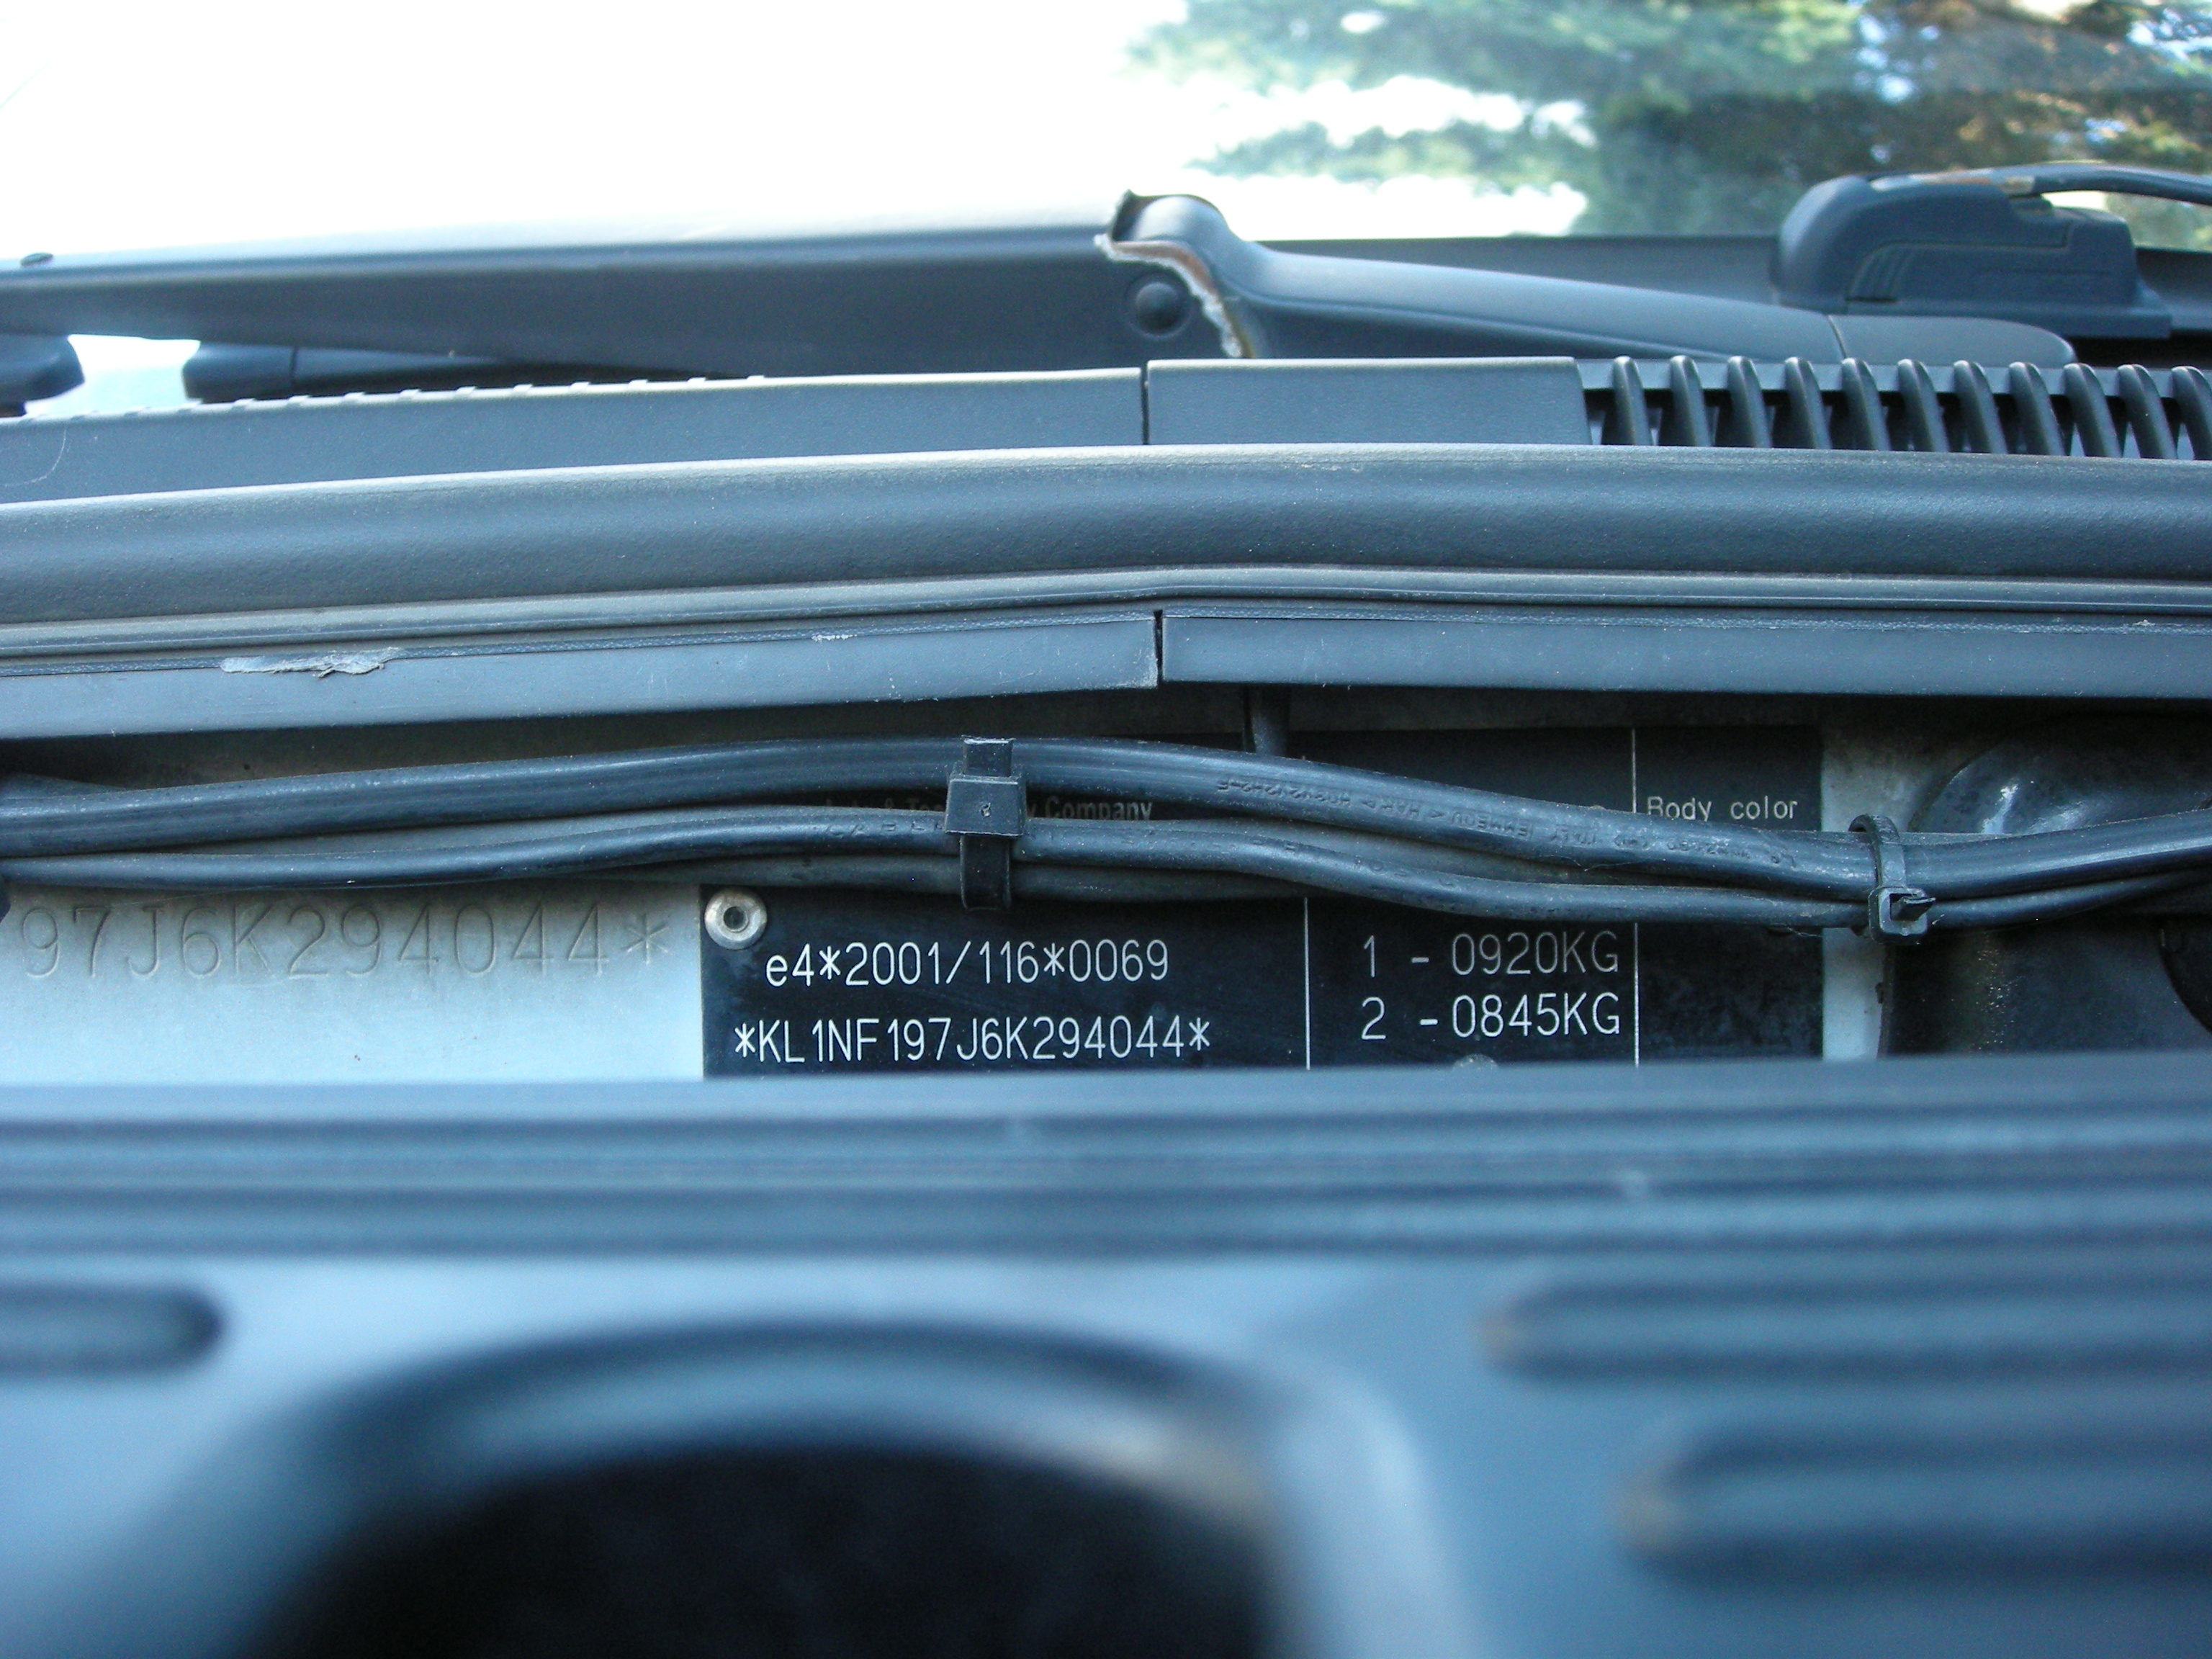 Company
Body color
97J6K294044*
e4*2001/116*0069
*KL1NF197J6K294044*
1 - 0920KG
2 - 0845KG